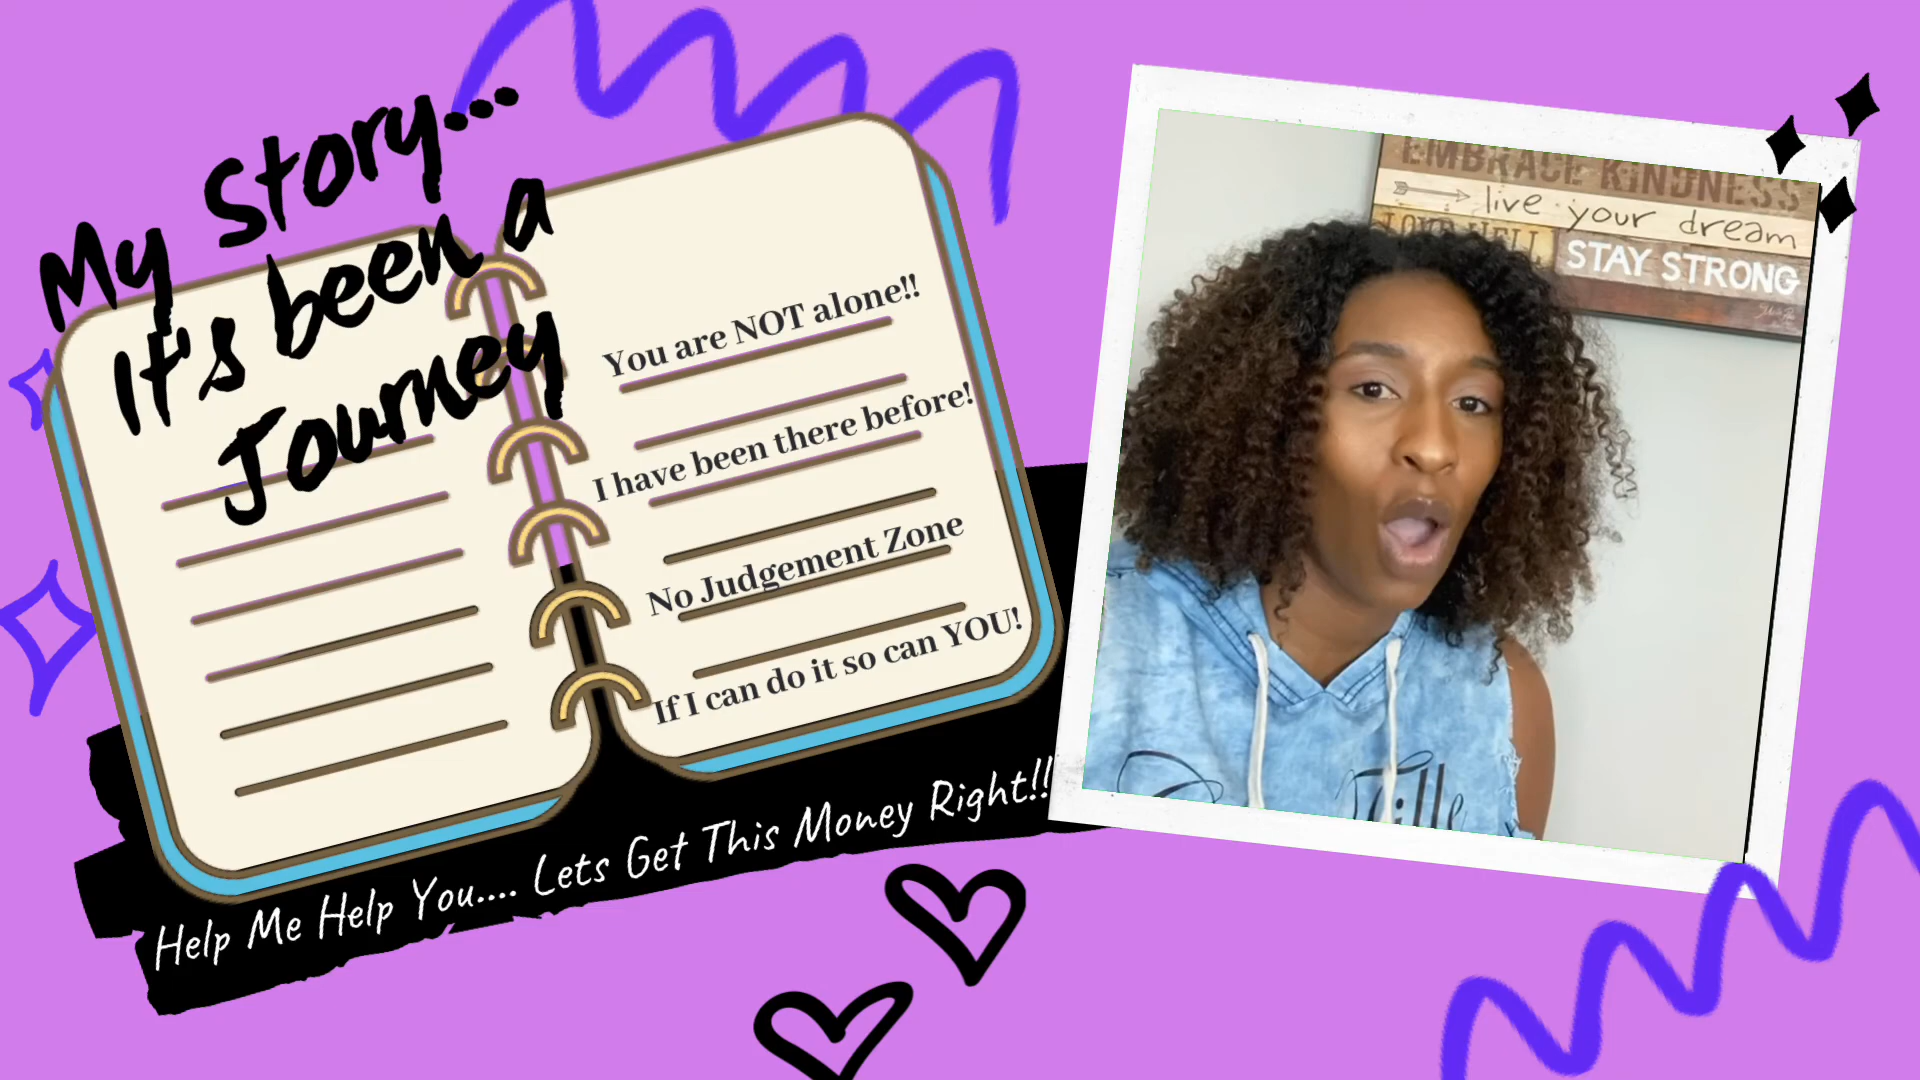 My Story...
It's been a
Journey
You are NOT alone!!
I have been there before!
No Judgement Zone
If I can do it so can YOU!
Help Me Help You.... Lets Get This Money Right!!
EMBRACE KINDNESS
live your dream
LOVE WELL
STAY STRONG